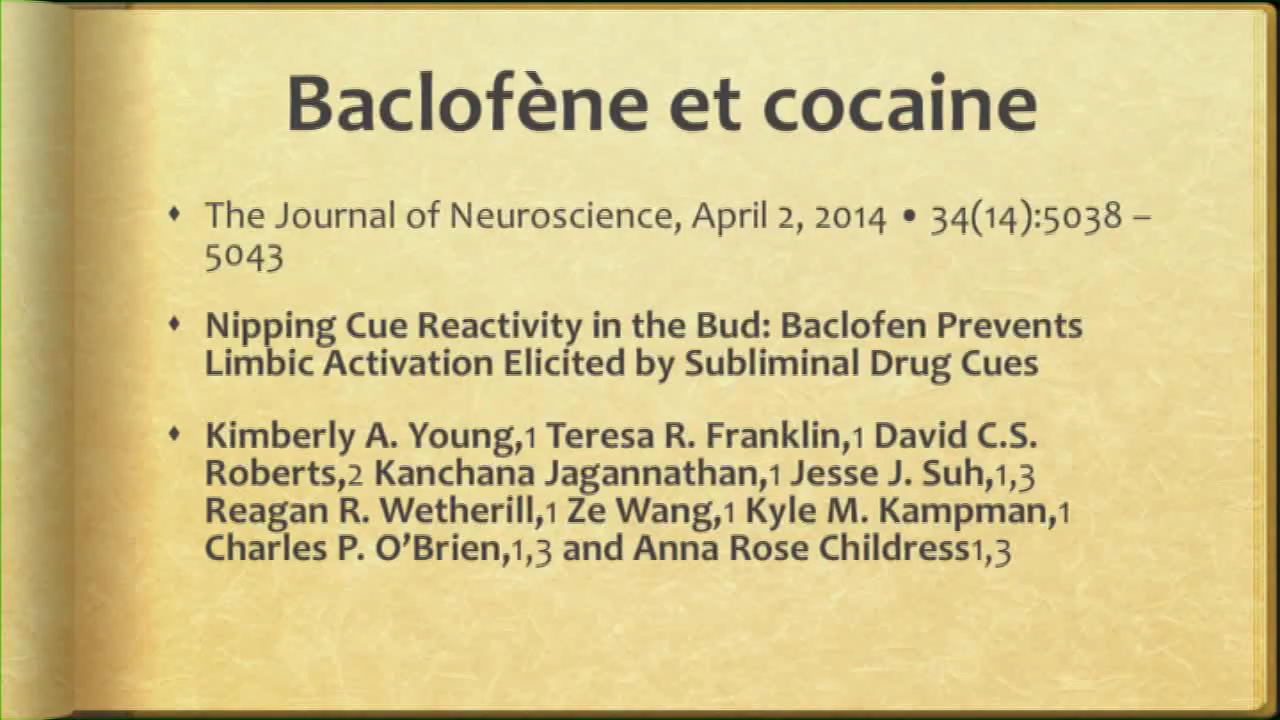 Baclofène et cocaine
♦ The Journal of Neuroscience, April 2, 2014 • 34(14):5038 –
5043
♦ Nipping Cue Reactivity in the Bud: Baclofen Prevents
Limbic Activation Elicited by Subliminal Drug Cues
♦ Kimberly A. Young,1 Teresa R. Franklin,1 David C.S.
Roberts,2 Kanchana Jagannathan,1 Jesse J. Suh,1,3
Reagan R. Wetherill,1 Ze Wang,1 Kyle M. Kampman,1
Charles P. O’Brien,1,3 and Anna Rose Childress1,3